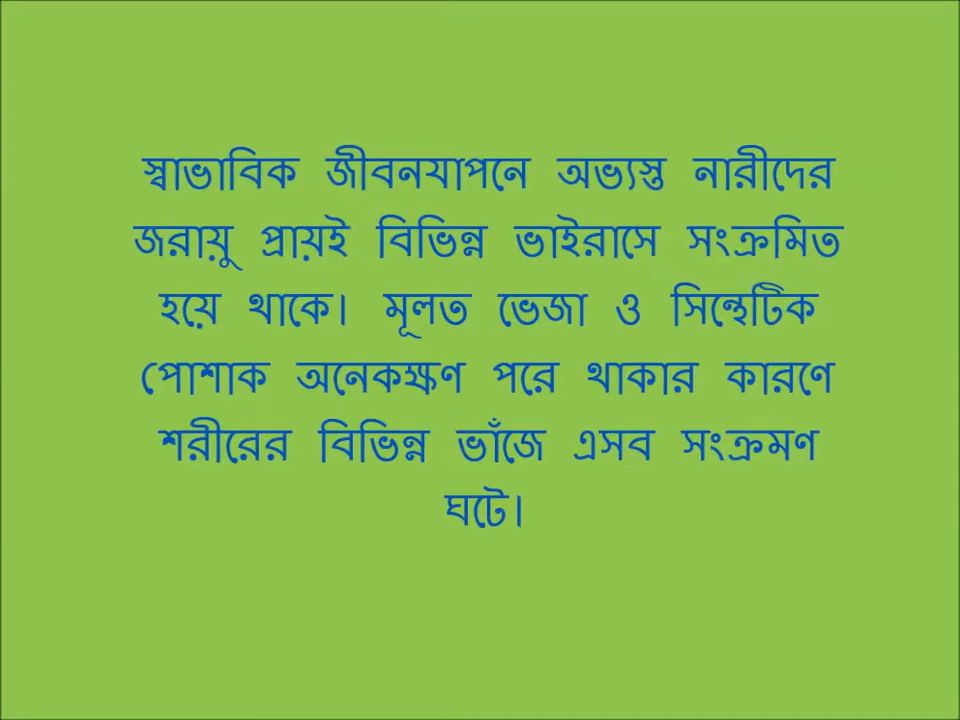 স্বাভাবিক জীবনযাপনে অভ্যস্ত নারীদের
জরায়ু প্রায়ই বিভিন্ন ভাইরাসে সংক্রমিত
হয়ে থাকে। মূলত ভেজা ও সিন্থেটিক
পোশাক অনেকক্ষণ পরে থাকার কারণে
শরীরের বিভিন্ন ভাঁজে এসব সংক্রমণ
ঘটে।